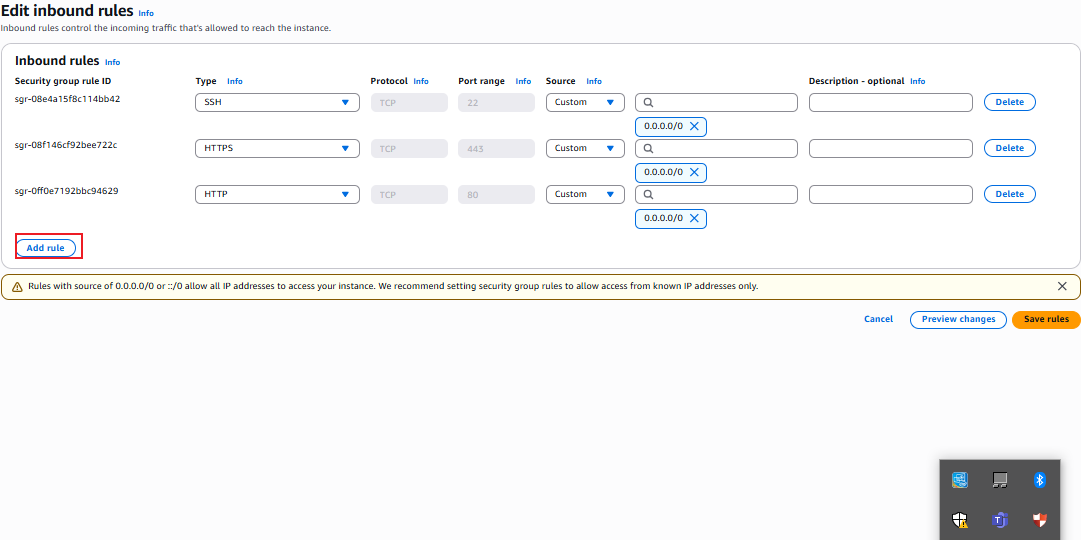 Edit inbound rules Info
Inbound rules control the incoming traffic that's allowed to reach the instance.
Inbound rules Info
Security group rule ID Type Info Protocol Info Port range Info Source Info Description - optional Info
sgr-08e4a15f8c114bb42 SSH TCP 22 Custom Delete
0.0.0.0/0
sgr-08f146cf92bee722c HTTPS TCP 443 Custom Delete
0.0.0.0/0
sgr-0ff0e7192bbc94629 HTTP TCP 80 Custom Delete
0.0.0.0/0
Add rule
Rules with source of 0.0.0.0/0 or ::/0 allow all IP addresses to access your instance. We recommend setting security group rules to allow access from known IP addresses only.
Cancel Preview changes Save rules